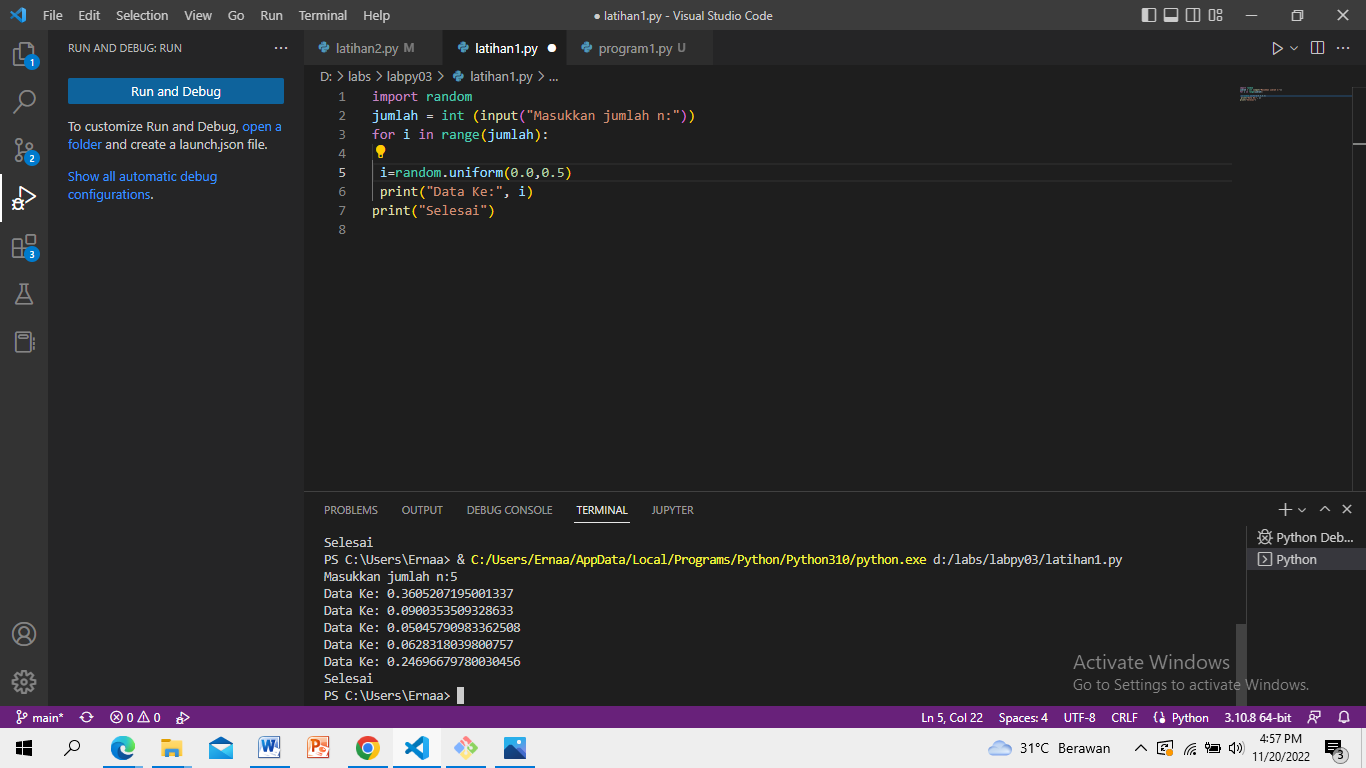 File Edit Selection View Go Run Terminal Help
● latihan1.py - Visual Studio Code
RUN AND DEBUG: RUN ···
latihan2.py M
latihan1.py ●
program1.py U
D: > labs > labpy03 > latihan1.py > ...
Run and Debug
To customize Run and Debug, open a
folder and create a launch.json file.
Show all automatic debug
configurations.
1 import random
2 jumlah = int (input("Masukkan jumlah n:"))
3 for i in range(jumlah):
4
5 i=random.uniform(0.0,0.5)
6 print("Data Ke:", i)
7 print("Selesai")
8
1
2
3
PROBLEMS OUTPUT DEBUG CONSOLE TERMINAL JUPYTER
Selesai
PS C:\Users\Ernaa> & C:/Users/Ernaa/AppData/Local/Programs/Python/Python310/python.exe d:/labs/labpy03/latihan1.py
Masukkan jumlah n:5
Data Ke: 0.3605207195001337
Data Ke: 0.0900353509328633
Data Ke: 0.05045790983362508
Data Ke: 0.0628318039800757
Data Ke: 0.24696679780030456
Selesai
PS C:\Users\Ernaa>
Python Deb...
Python
Activate Windows
Go to Settings to activate Windows.
main* 0 0
Ln 5, Col 22 Spaces: 4 UTF-8 CRLF Python 3.10.8 64-bit
31°C Berawan
4:57 PM
11/20/2022
3